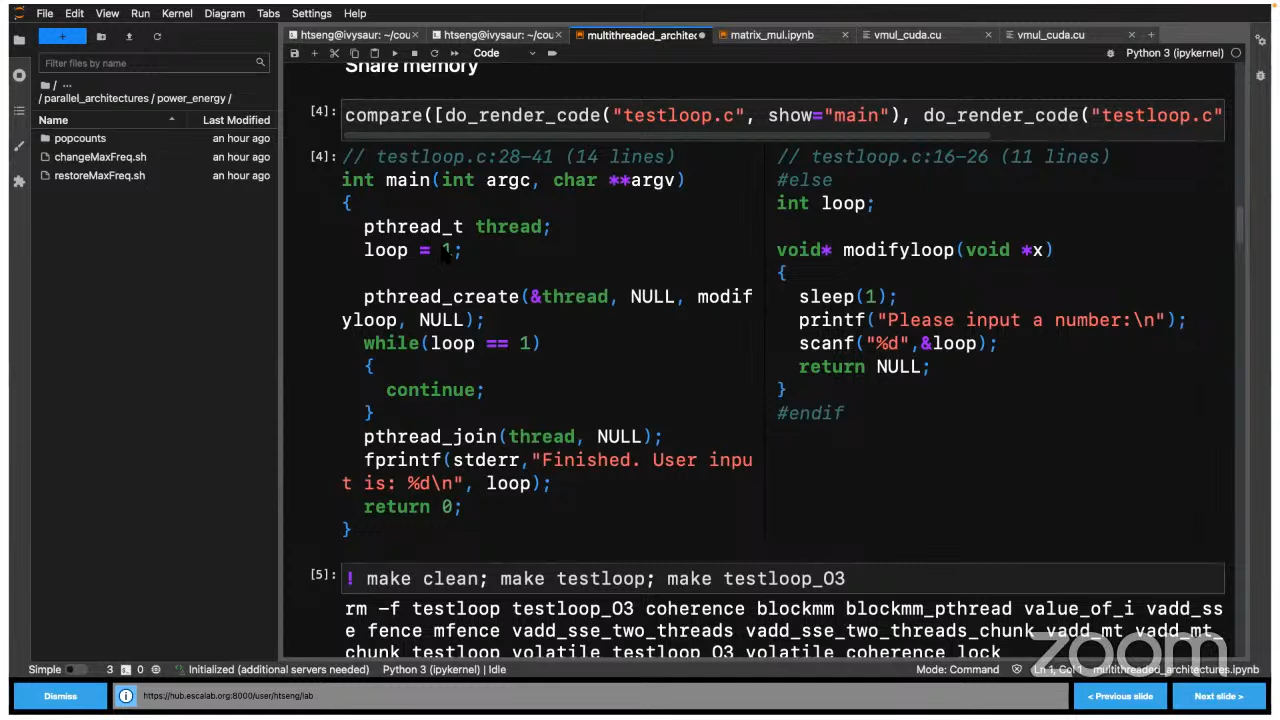 File Edit View Run Kernel Diagram Tabs Settings Help
htseng@ivysaur: ~/cou
htseng@ivysaur: ~/cou
multithreaded_architec
matrix_mul.ipynb
vmul_cuda.cu
vmul_cuda.cu
Code
Python 3 (ipykernel)
Filter files by name
/ ...
/ parallel_architectures / power_energy /
Name Last Modified
popcounts an hour ago
changeMaxFreq.sh an hour ago
restoreMaxFreq.sh an hour ago
Share memory
[4]: compare([do_render_code("testloop.c", show="main"), do_render_code("testloop.c"
[4]: // testloop.c:28-41 (14 lines)
int main(int argc, char **argv)
{
pthread_t thread;
loop = 1;
pthread_create(&thread, NULL, modif
yloop, NULL);
while(loop == 1)
{
continue;
}
pthread_join(thread, NULL);
fprintf(stderr,"Finished. User inpu
t is: %d\n", loop);
return 0;
}
// testloop.c:16-26 (11 lines)
#else
int loop;
void* modifyloop(void *x)
{
sleep(1);
printf("Please input a number:\n");
scanf("%d",&loop);
return NULL;
}
#endif
[5]: ! make clean; make testloop; make testloop_O3
rm -f testloop testloop_O3 coherence blockmm blockmm_pthread value_of_i vadd_ss
e fence mfence vadd_sse_two_threads vadd_sse_two_threads_chunk vadd_mt vadd_mt_
chunk testloop_volatile testloop_O3_volatile coherence_lock
zoom
Simple 3 0 Initialized (additional servers needed) Python 3 (ipykernel) | Idle Mode: Command Ln 1, Col 1 multithreaded_architectures.ipynb
Dismiss https://hub.escalab.org:8000/user/htseng/lab < Previous slide Next slide >